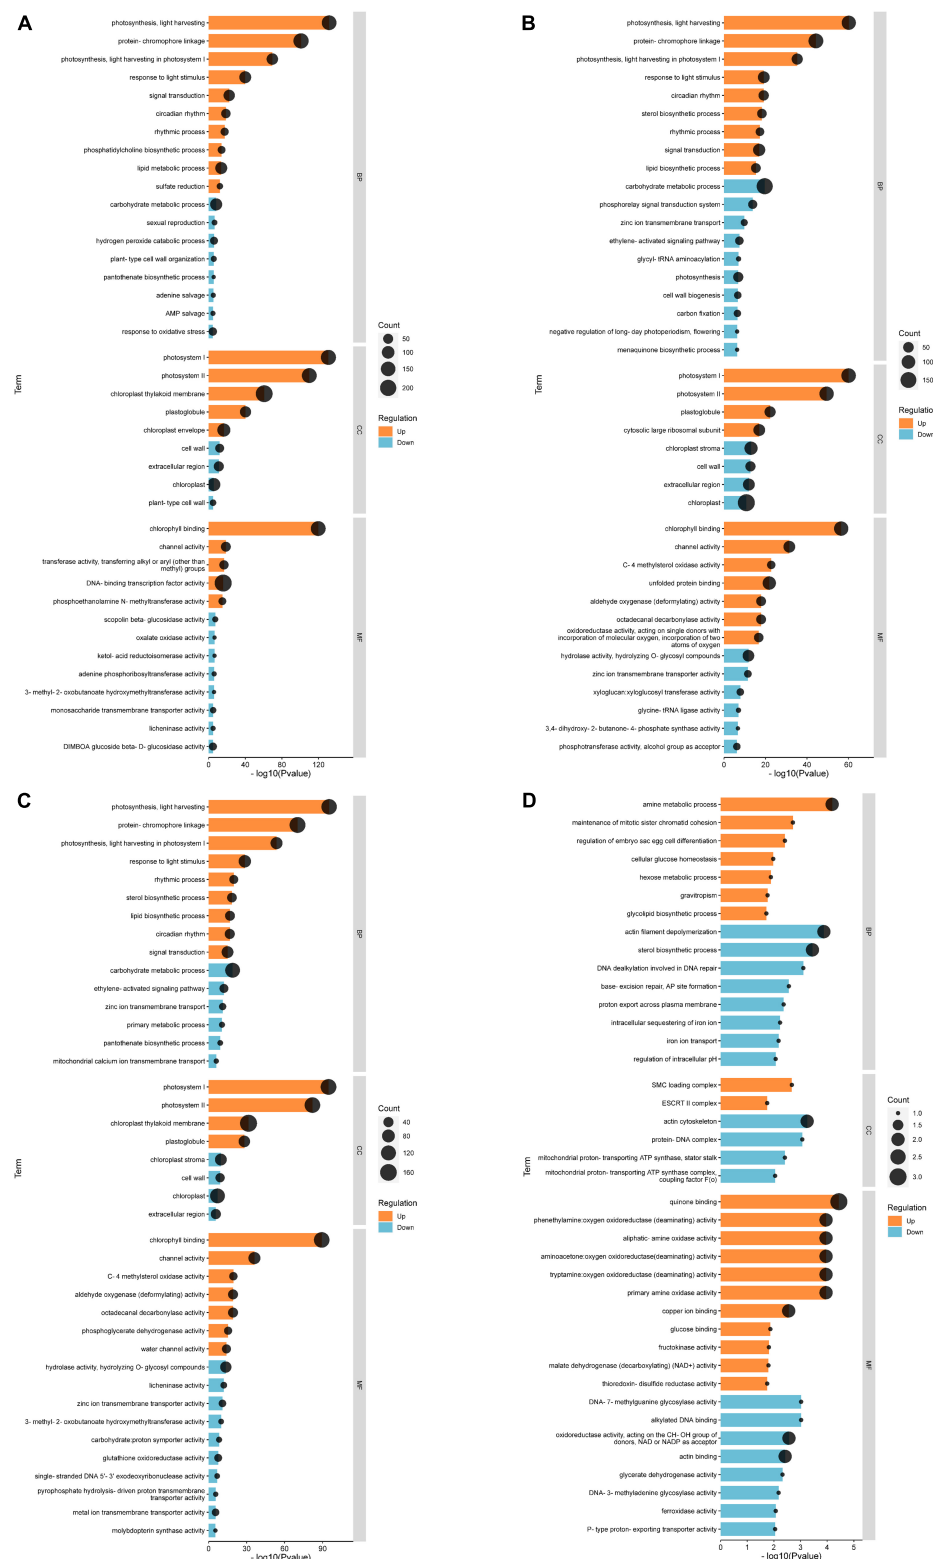 A
photosynthesis, light harvesting
protein- chromophore linkage
photosynthesis, light harvesting in photosystem I
response to light stimulus
signal transduction
circadian rhythm
rhythmic process
phosphatidylcholine biosynthetic process
lipid metabolic process
sulfate reduction
carbohydrate metabolic process
sexual reproduction
hydrogen peroxide catabolic process
plant- type cell wall organization
pantothenate biosynthetic process
adenine salvage
AMP salvage
response to oxidative stress
BP
photosystem I
photosystem II
chloroplast thylakoid membrane
plastoglobule
chloroplast envelope
cell wall
extracellular region
chloroplast
plant- type cell wall
CC
chlorophyll binding
channel activity
transferase activity, transferring alkyl or aryl (other than
methyl) groups
DNA- binding transcription factor activity
phosphoethanolamine N- methyltransferase activity
scopolin beta- glucosidase activity
oxalate oxidase activity
ketol- acid reductoisomerase activity
adenine phosphoribosyltransferase activity
3- methyl- 2- oxobutanoate hydroxymethyltransferase activity
monosaccharide transmembrane transporter activity
licheninase activity
DIMBOA glucoside beta- D- glucosidase activity
MF
Term
0 40 80 120
- log10(Pvalue)
Count
50
100
150
200
Regulation
Up
Down
B
photosynthesis, light harvesting
protein- chromophore linkage
photosynthesis, light harvesting in photosystem I
response to light stimulus
circadian rhythm
sterol biosynthetic process
rhythmic process
signal transduction
lipid biosynthetic process
carbohydrate metabolic process
phosphorelay signal transduction system
zinc ion transmembrane transport
ethylene- activated signaling pathway
glycyl- tRNA aminoacylation
photosynthesis
cell wall biogenesis
carbon fixation
negative regulation of long- day photoperiodism, flowering
menaquinone biosynthetic process
BP
photosystem I
photosystem II
plastoglobule
cytosolic large ribosomal subunit
chloroplast stroma
cell wall
extracellular region
chloroplast
CC
chlorophyll binding
channel activity
C- 4 methylsterol oxidase activity
unfolded protein binding
aldehyde oxygenase (deformylating) activity
octadecanal decarbonylase activity
oxidoreductase activity, acting on single donors with
incorporation of molecular oxygen, incorporation of two
atoms of oxygen
hydrolase activity, hydrolyzing O- glycosyl compounds
zinc ion transmembrane transporter activity
xyloglucan:xyloglucosyl transferase activity
glycine- tRNA ligase activity
3,4- dihydroxy- 2- butanone- 4- phosphate synthase activity
phosphotransferase activity, alcohol group as acceptor
MF
Term
0 20 40 60
- log10(Pvalue)
Count
50
100
150
Regulatio
Up
Down
C
photosynthesis, light harvesting
protein- chromophore linkage
photosynthesis, light harvesting in photosystem I
response to light stimulus
rhythmic process
sterol biosynthetic process
lipid biosynthetic process
circadian rhythm
signal transduction
carbohydrate metabolic process
ethylene- activated signaling pathway
zinc ion transmembrane transport
primary metabolic process
pantothenate biosynthetic process
mitochondrial calcium ion transmembrane transport
BP
photosystem I
photosystem II
chloroplast thylakoid membrane
plastoglobule
chloroplast stroma
cell wall
chloroplast
extracellular region
CC
chlorophyll binding
channel activity
C- 4 methylsterol oxidase activity
aldehyde oxygenase (deformylating) activity
octadecanal decarbonylase activity
phosphoglycerate dehydrogenase activity
water channel activity
hydrolase activity, hydrolyzing O- glycosyl compounds
licheninase activity
zinc ion transmembrane transporter activity
3- methyl- 2- oxobutanoate hydroxymethyltransferase activity
carbohydrate:proton symporter activity
glutathione oxidoreductase activity
single- stranded DNA 5'- 3' exodeoxyribonuclease activity
pyrophosphate hydrolysis- driven proton transmembrane
transporter activity
metal ion transmembrane transporter activity
molybdopterin synthase activity
MF
Term
0 30 60 90
- log10(Pvalue)
Count
40
80
120
160
Regulation
Up
Down
D
amine metabolic process
maintenance of mitotic sister chromatid cohesion
regulation of embryo sac egg cell differentiation
cellular glucose homeostasis
hexose metabolic process
gravitropism
glycolipid biosynthetic process
actin filament depolymerization
sterol biosynthetic process
DNA dealkylation involved in DNA repair
base- excision repair, AP site formation
proton export across plasma membrane
intracellular sequestering of iron ion
iron ion transport
regulation of intracellular pH
BP
SMC loading complex
ESCRT II complex
actin cytoskeleton
protein- DNA complex
mitochondrial proton- transporting ATP synthase, stator stalk
mitochondrial proton- transporting ATP synthase complex,
coupling factor F(o)
CC
quinone binding
phenethylamine:oxygen oxidoreductase (deaminating) activity
aliphatic- amine oxidase activity
aminoacetone:oxygen oxidoreductase(deaminating) activity
tryptamine:oxygen oxidoreductase (deaminating) activity
primary amine oxidase activity
copper ion binding
glucose binding
fructokinase activity
malate dehydrogenase (decarboxylating) (NAD+) activity
thioredoxin- disulfide reductase activity
DNA- 7- methylguanine glycosylase activity
alkylated DNA binding
oxidoreductase activity, acting on the CH- OH group of
donors, NAD or NADP as acceptor
actin binding
glycerate dehydrogenase activity
DNA- 3- methyladenine glycosylase activity
ferroxidase activity
P- type proton- exporting transporter activity
MF
Term
0 1 2 3 4 5
- log10(Pvalue)
Count
1.0
1.5
2.0
2.5
3.0
Regulation
Up
Down